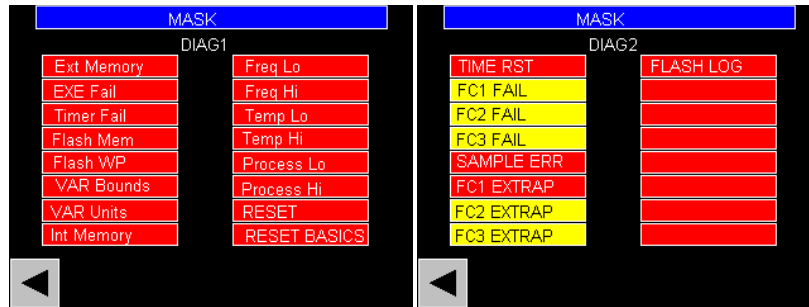 MASK
DIAG1
Ext Memory
EXE Fail
Timer Fail
Flash Mem
Flash WP
VAR Bounds
VAR Units
Int Memory
Freq Lo
Freq Hi
Temp Lo
Temp Hi
Process Lo
Process Hi
RESET
RESET BASICS
MASK
DIAG2
TIME RST
FC1 FAIL
FC2 FAIL
FC3 FAIL
SAMPLE ERR
FC1 EXTRAP
FC2 EXTRAP
FC3 EXTRAP
FLASH LOG